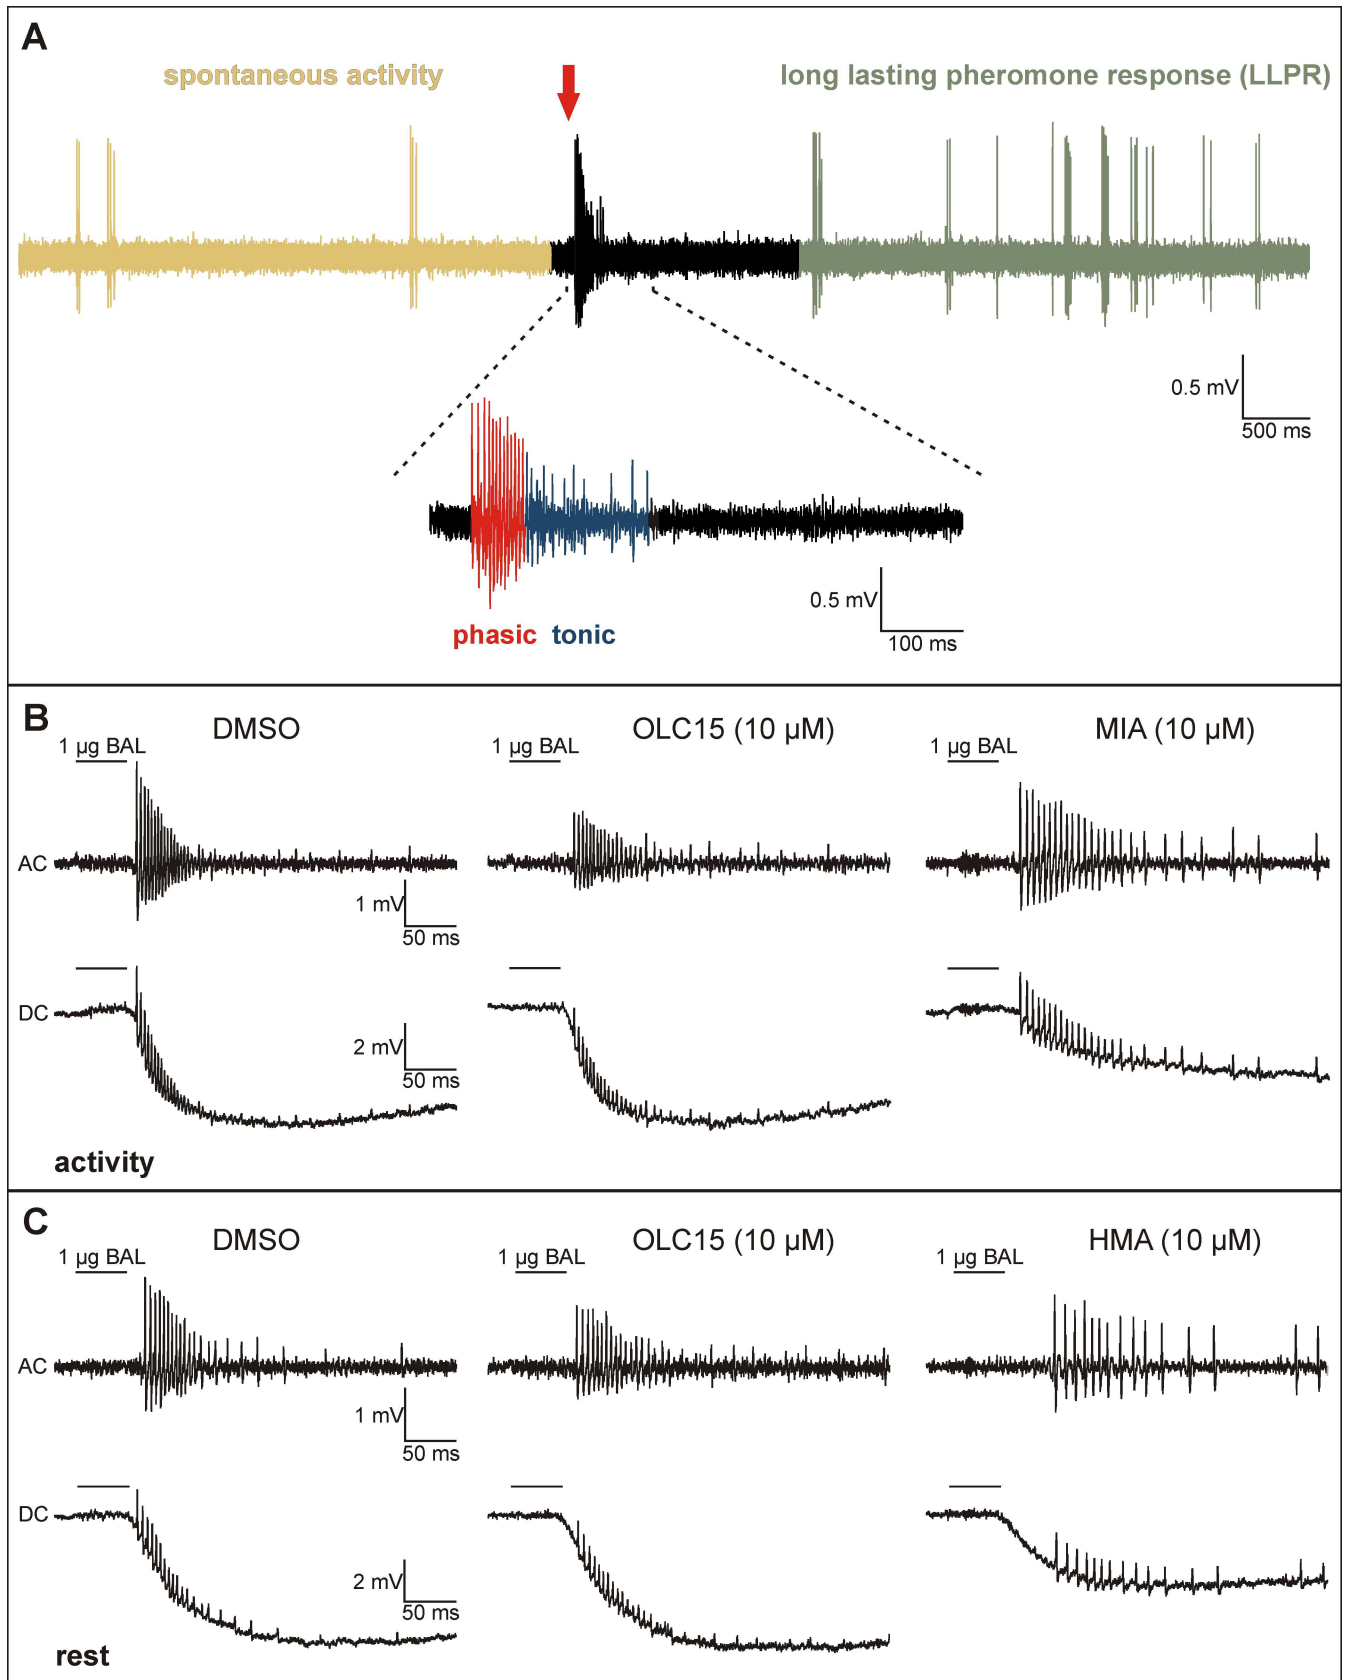 A
spontaneous activity
long lasting pheromone response (LLPR)
0.5 mV
500 ms
0.5 mV
100 ms
phasic tonic
B
DMSO
OLC15 (10 µM)
MIA (10 µM)
1 µg BAL
1 µg BAL
1 µg BAL
AC
1 mV
50 ms
DC
2 mV
50 ms
activity
C
DMSO
OLC15 (10 µM)
HMA (10 µM)
1 µg BAL
1 µg BAL
1 µg BAL
AC
1 mV
50 ms
DC
2 mV
50 ms
rest